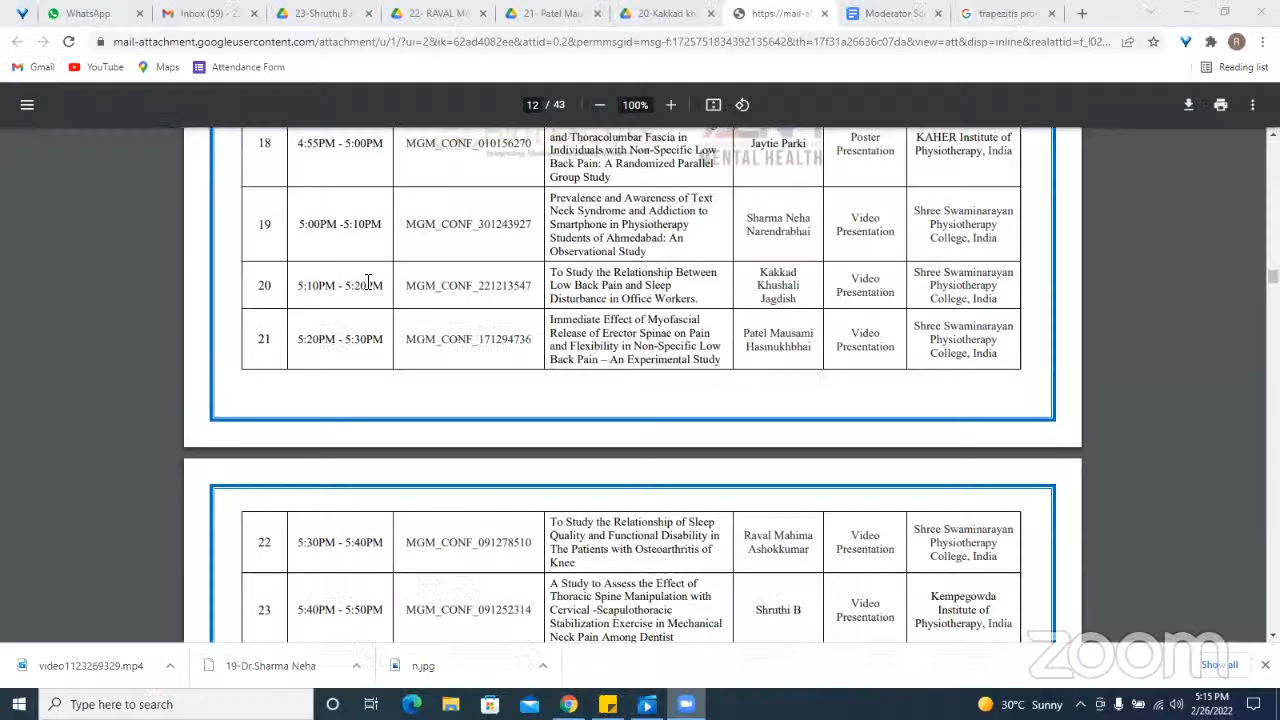 WhatsApp
Inbox (59) - 2
23-Shruthi B
22- RAVAL M
21- Patel Mau
20-Kakkad kh
https://mail-a
Moderator Sc
trapezitis pro
mail-attachment.googleusercontent.com/attachment/u/1/?ui=2&ik=62ad4082ee&attid=0.2&permmsgid=msg-f:1725751834392135642&th=17f31a26636c07da&view=att&disp=inline&realattid=f_l02...
R
Gmail
YouTube
Maps
Attendance Form
Reading list
12 / 43
100%
MENTAL HEALTH
18
4:55PM - 5:00PM
MGM_CONF_010156270
and Thoracolumbar Fascia in
Individuals with Non-Specific Low
Back Pain: A Randomized Parallel
Group Study
Jaytie Parki
Poster
Presentation
KAHER Institute of
Physiotherapy, India
19
5:00PM -5:10PM
MGM_CONF_301243927
Prevalence and Awareness of Text
Neck Syndrome and Addiction to
Smartphone in Physiotherapy
Students of Ahmedabad: An
Observational Study
Sharma Neha
Narendrabhai
Video
Presentation
Shree Swaminarayan
Physiotherapy
College, India
20
5:10PM - 5:20PM
MGM_CONF_221213547
To Study the Relationship Between
Low Back Pain and Sleep
Disturbance in Office Workers.
Kakkad
Khushali
Jagdish
Video
Presentation
Shree Swaminarayan
Physiotherapy
College, India
21
5:20PM - 5:30PM
MGM_CONF_171294736
Immediate Effect of Myofascial
Release of Erector Spinae on Pain
and Flexibility in Non-Specific Low
Back Pain – An Experimental Study
Patel Mausami
Hasmukhbhai
Video
Presentation
Shree Swaminarayan
Physiotherapy
College, India
22
5:30PM - 5:40PM
MGM_CONF_091278510
To Study the Relationship of Sleep
Quality and Functional Disability in
The Patients with Osteoarthritis of
Knee
Raval Mahima
Ashokkumar
Video
Presentation
Shree Swaminarayan
Physiotherapy
College, India
23
5:40PM - 5:50PM
MGM_CONF_091252314
A Study to Assess the Effect of
Thoracic Spine Manipulation with
Cervical -Scapulothoracic
Stabilization Exercise in Mechanical
Neck Pain Among Dentist
Shruthi B
Video
Presentation
Kempegowda
Institute of
Physiotherapy, India
zoom
video1123269329.mp4
19-Dr.Sharma Neha
n.jpg
Show all
Type here to search
30°C Sunny
5:15 PM
2/26/2022